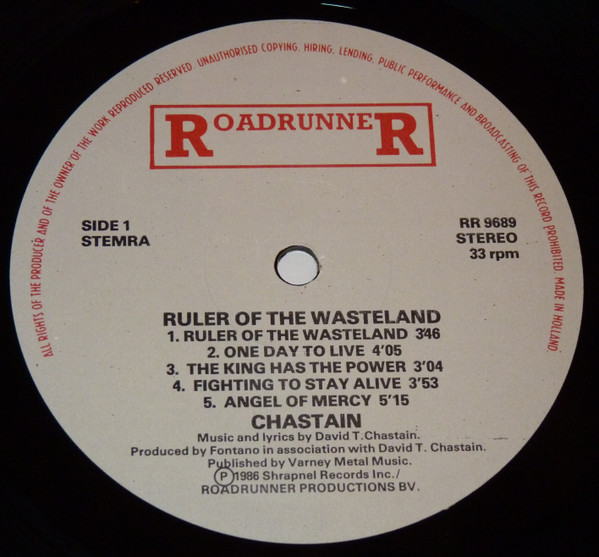 ALL RIGHTS OF THE PRODUCER AND OF THE OWNER OF THE WORK REPRODUCED RESERVED. UNAUTHORISED COPYING, HIRING, LENDING, PUBLIC PERFORMANCE AND BROADCASTING OF THIS RECORD PROHIBITED. MADE IN HOLLAND.
ROADRUNNER
SIDE 1
STEMRA
RR 9689
STEREO
33 rpm
RULER OF THE WASTELAND
1. RULER OF THE WASTELAND 3'46
2. ONE DAY TO LIVE 4'05
3. THE KING HAS THE POWER 3'04
4. FIGHTING TO STAY ALIVE 3'53
5. ANGEL OF MERCY 5'15
CHASTAIN
Music and lyrics by David T.Chastain.
Produced by Fontano in association with David T. Chastain.
Published by Varney Metal Music.
Ⓟ1986 Shrapnel Records Inc./
ROADRUNNER PRODUCTIONS BV.